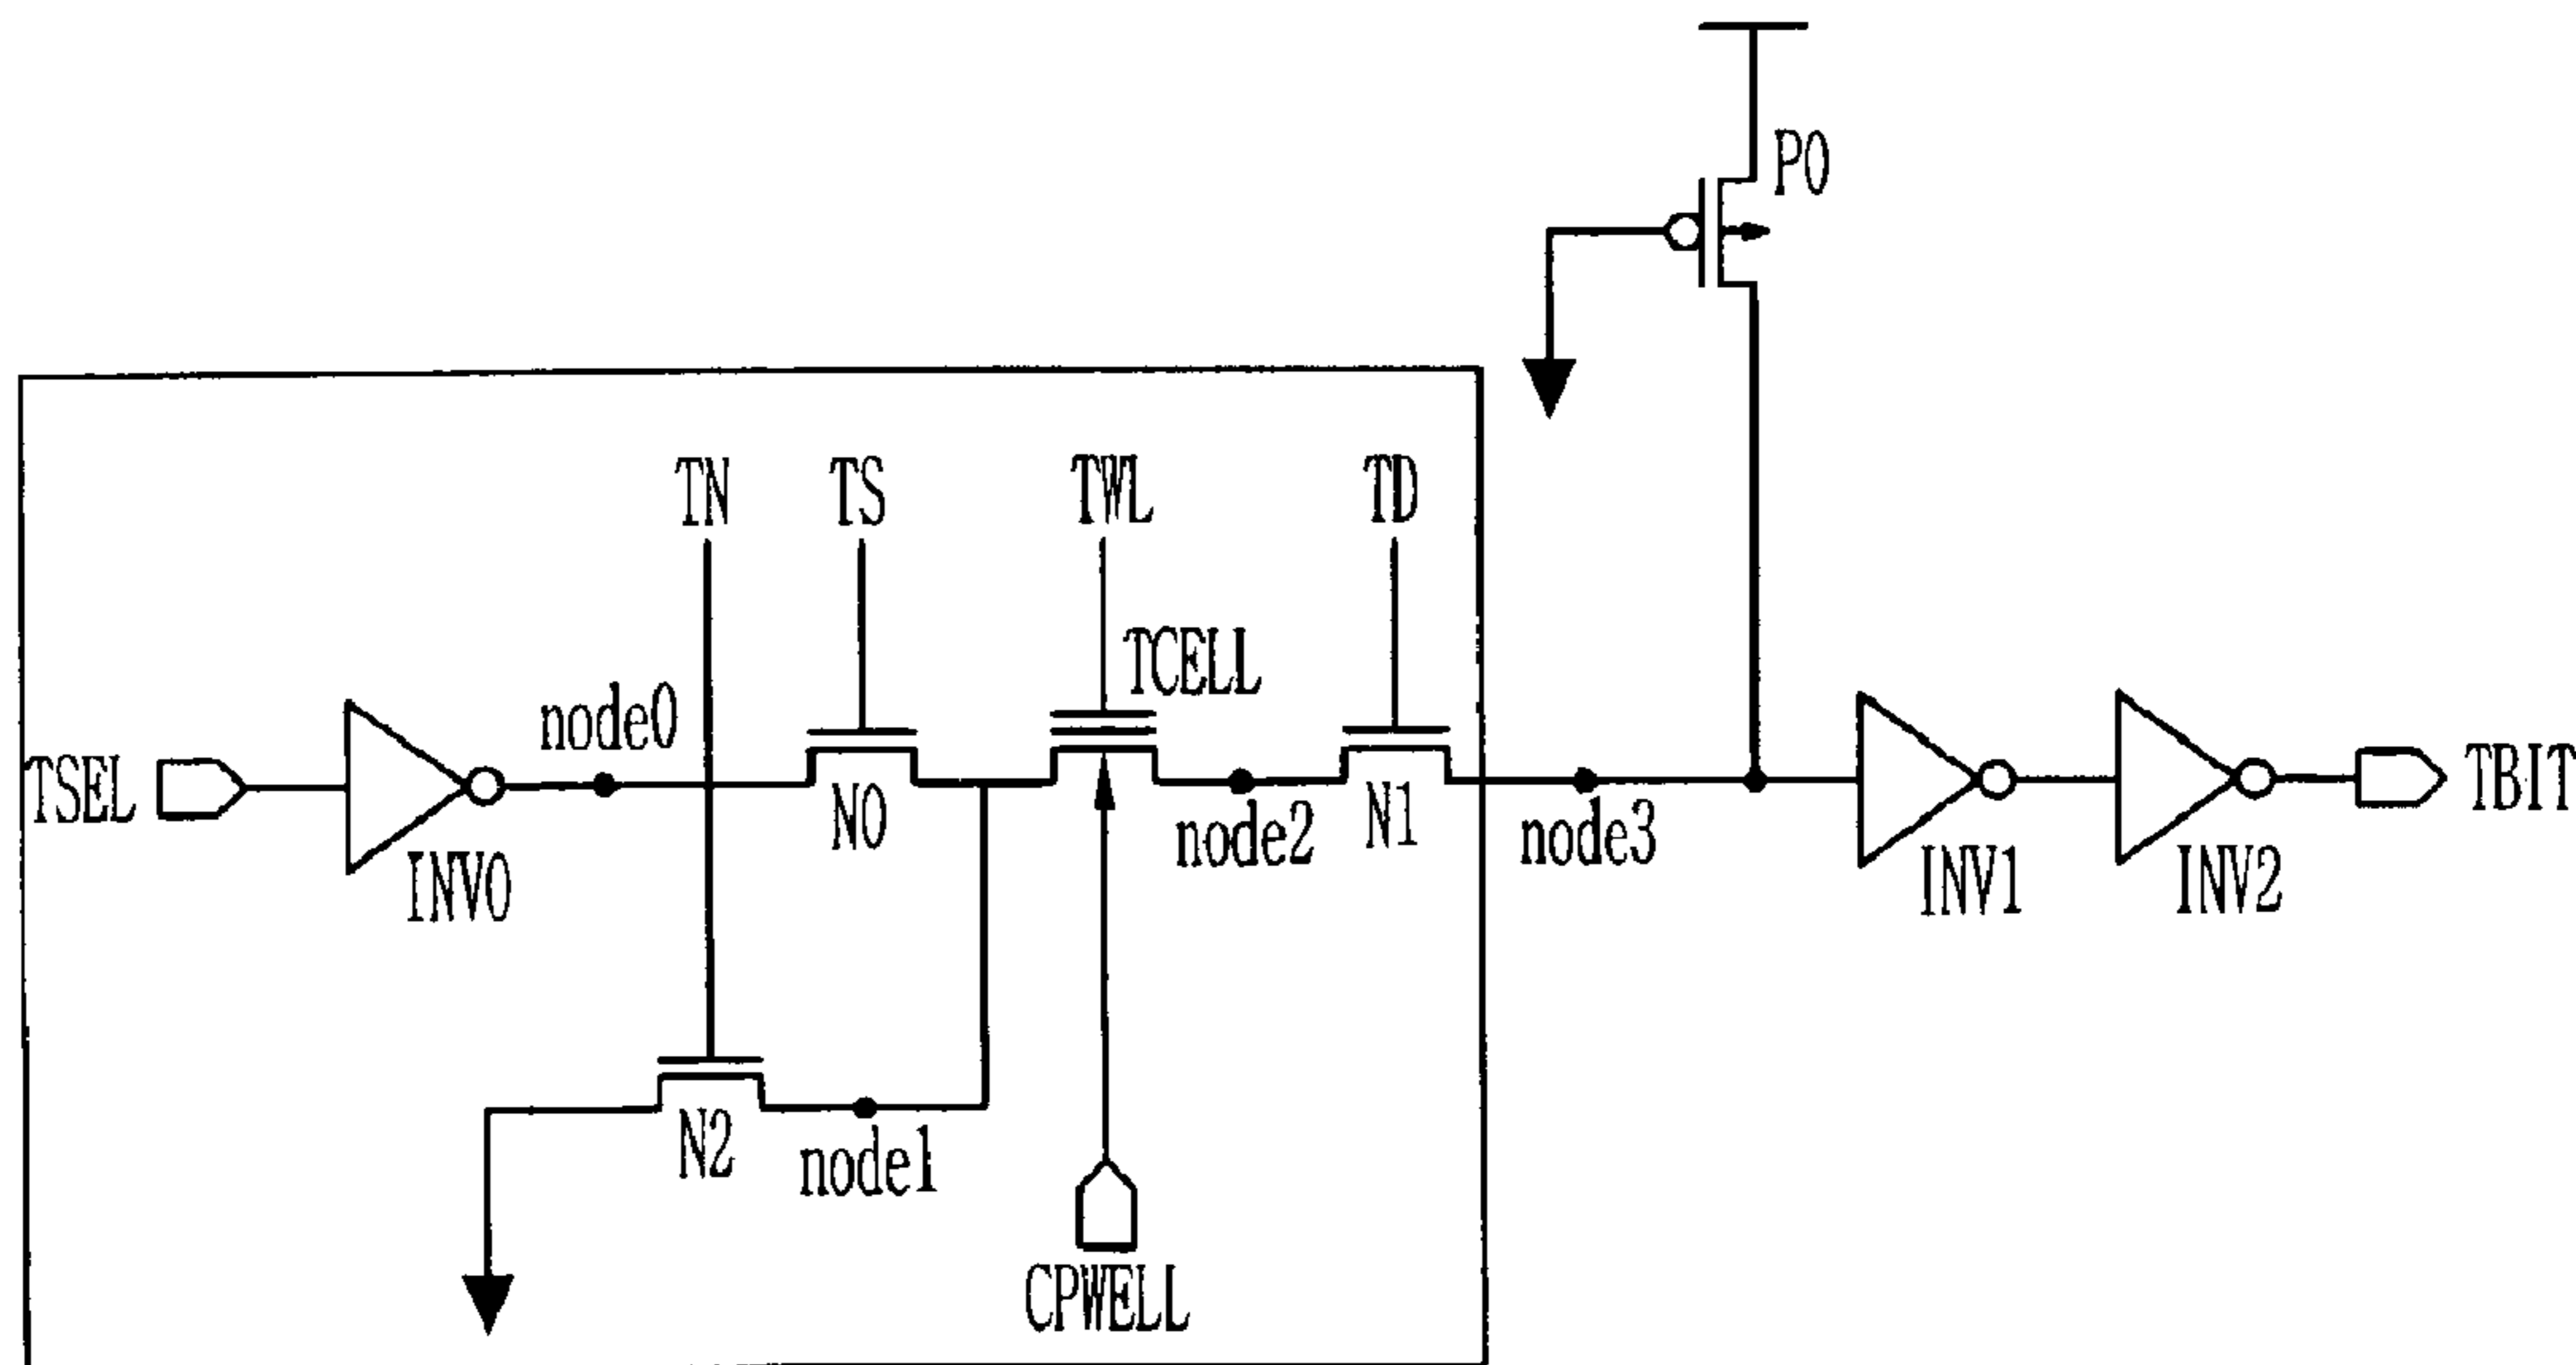 P0
TN
TS
TWL
TD
TCELL
node0
TSEL
INV0
N0
node2
N1
node3
INV1
INV2
TBIT
N2
node1
CPWELL